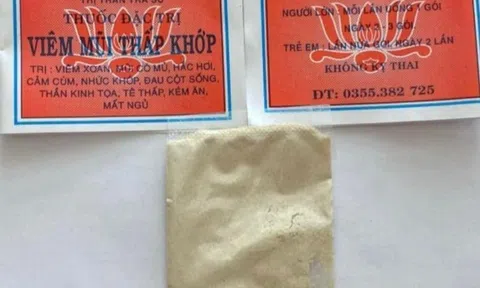 THUỐC ĐẶC TRỊ
VIÊM MŨI THẤP KHỚP
TRỊ : VIÊM XOAN, MŨI CÓ MỦ, HẮC HƠI,
CẢM CÚM, NHỨC KHỚP, ĐAU CỘT SỐNG,
THẦN KINH TỌA, TÊ THẤP, KÉM ĂN,
MẤT NGỦ
NGƯỜI LỚN : MỖI LẦN UỐNG 1 GÓI
NGÀY - 3 GÓI
TRẺ EM : LẦN NỬA GÓI, NGÀY 2 LẦN
KHÔNG KỴ THAI
ĐT: 0355.382 725